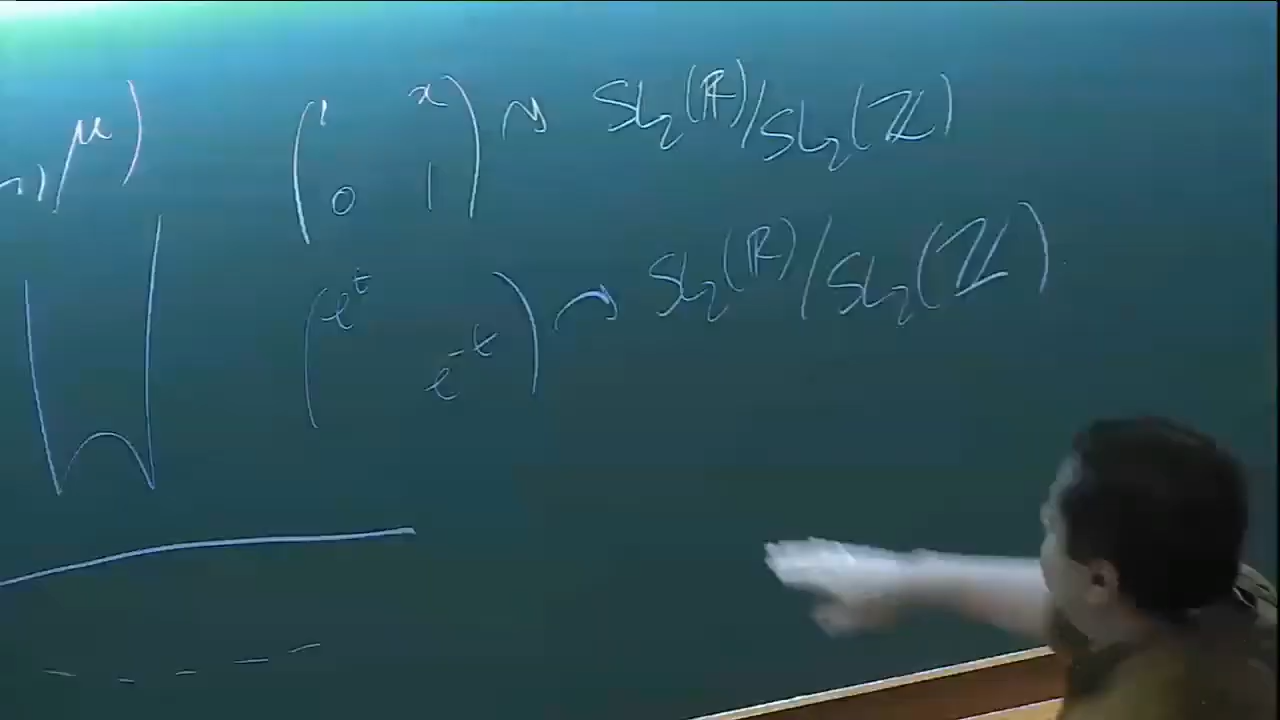 μ)
( 1 x
0 1 ) ↷ SL₂(ℝ)/SL₂(ℤ)
( e^t
e^-t ) ↷ SL₂(ℝ)/SL₂(ℤ)